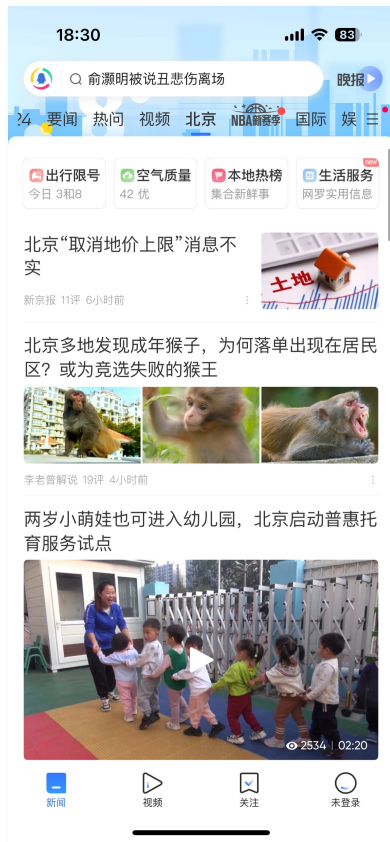 18:30
83
俞灏明被说丑悲伤离场
晚报
24 要闻 热问 视频 北京 NBA新赛季 国际 娱
出行限号
今日 3和8
空气质量
42 优
本地热榜
集合新鲜事
new
生活服务
网罗实用信息
北京“取消地价上限”消息不
实
新京报 11评 6小时前
土地
北京多地发现成年猴子，为何落单出现在居民
区？或为竞选失败的猴王
李老普解说 19评 4小时前
两岁小萌娃也可进入幼儿园，北京启动普惠托
育服务试点
2534 02:20
新闻 视频 关注 未登录